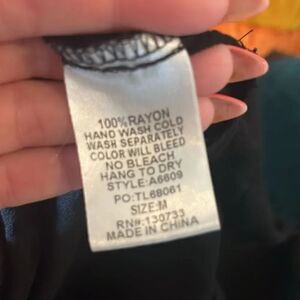 100%RAYON
HAND WASH COLD
WASH SEPARATELY
COLOR WILL BLEED
NO BLEACH
HANG TO DRY
STYLE:A6609
PO:TL68061
SIZE:M
RN#:130733
MADE IN CHINA